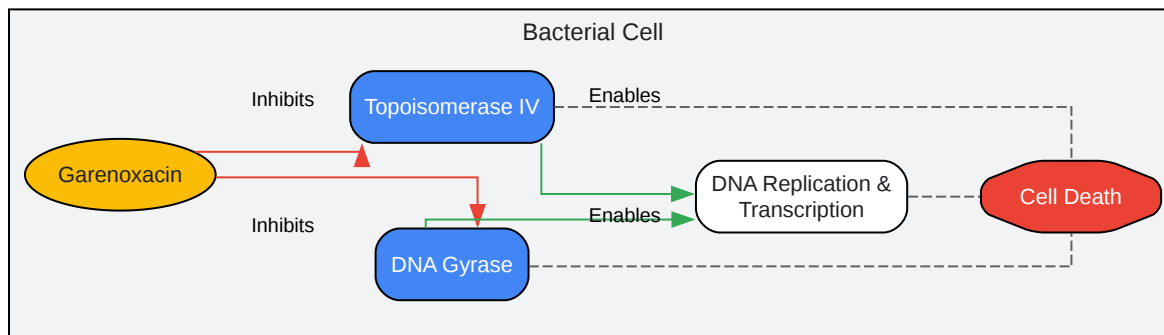 Bacterial Cell
Inhibits
Topoisomerase IV
Enables
Garenoxacin
DNA Replication &
Transcription
Cell Death
Inhibits
Enables
DNA Gyrase